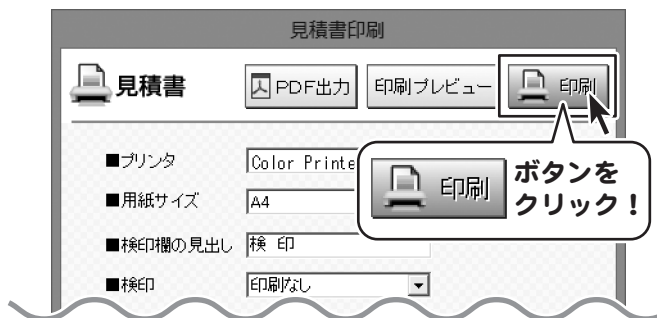 見積書印刷
見積書
PDF出力
印刷プレビュー
印刷
■プリンタ
Color Printe
■用紙サイズ
A4
■検印欄の見出し
検 印
■検印
印刷なし
印刷
ボタンを
クリック！